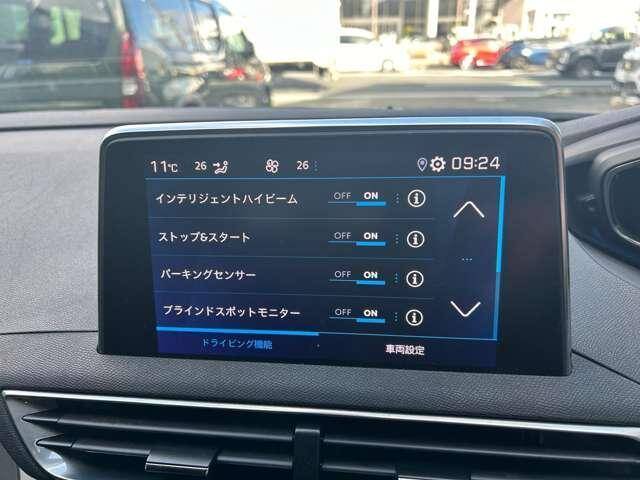 11℃ 26 26 09:24
インテリジェントハイビーム OFF ON
ストップ&スタート OFF ON
パーキングセンサー OFF ON
ブラインドスポットモニター OFF ON
ドライビング機能 車両設定